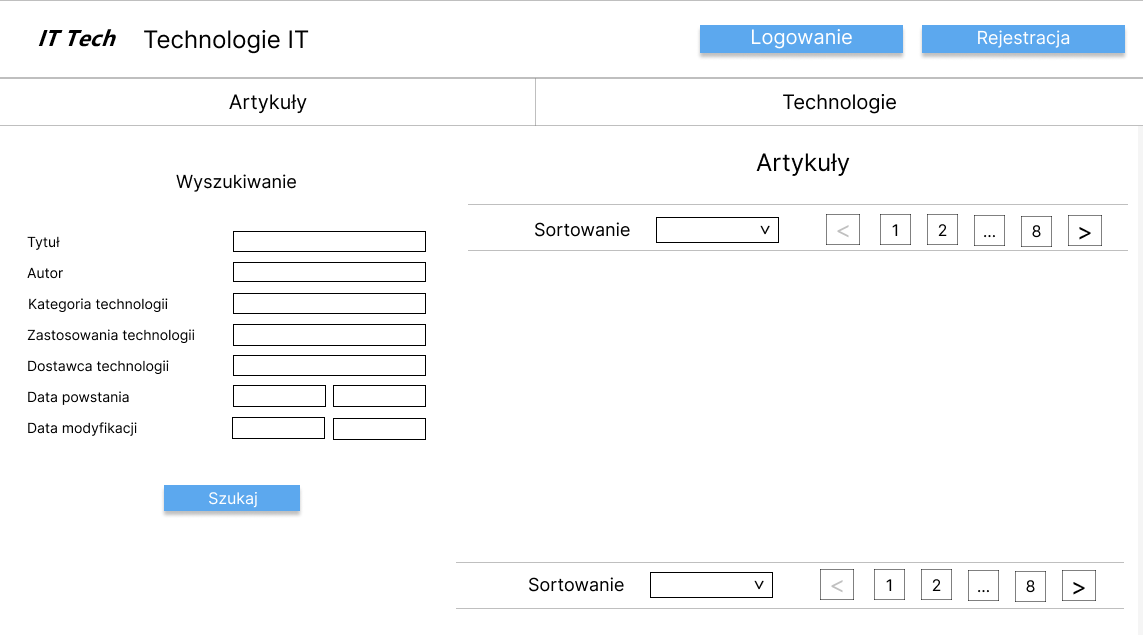 IT Tech Technologie IT Logowanie Rejestracja
Artykuły Technologie
Artykuły
Wyszukiwanie
Sortowanie v < 1 2 ... 8 >
Tytuł
Autor
Kategoria technologii
Zastosowania technologii
Dostawca technologii
Data powstania
Data modyfikacji
Szukaj
Sortowanie v < 1 2 ... 8 >